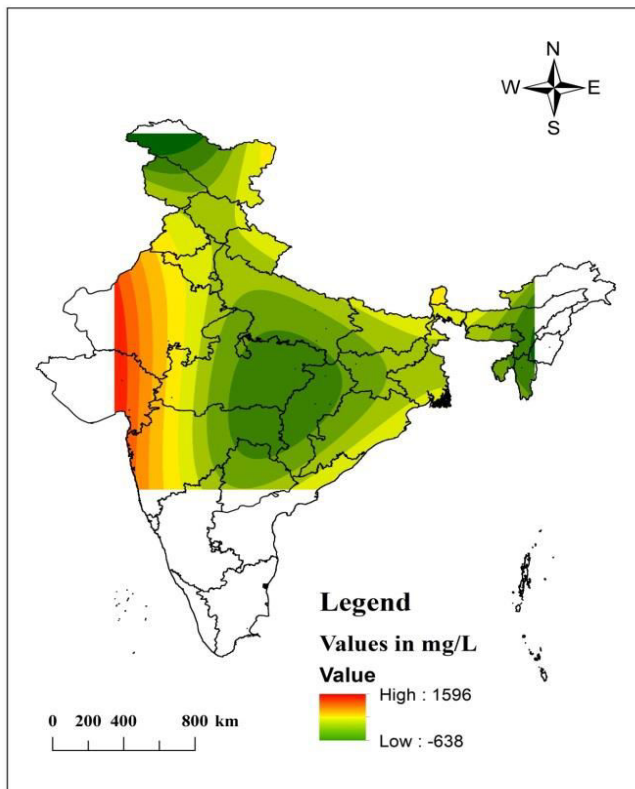 N
W E
S
Legend
Values in mg/L
Value
High : 1596
Low : -638
0 200 400 800 km